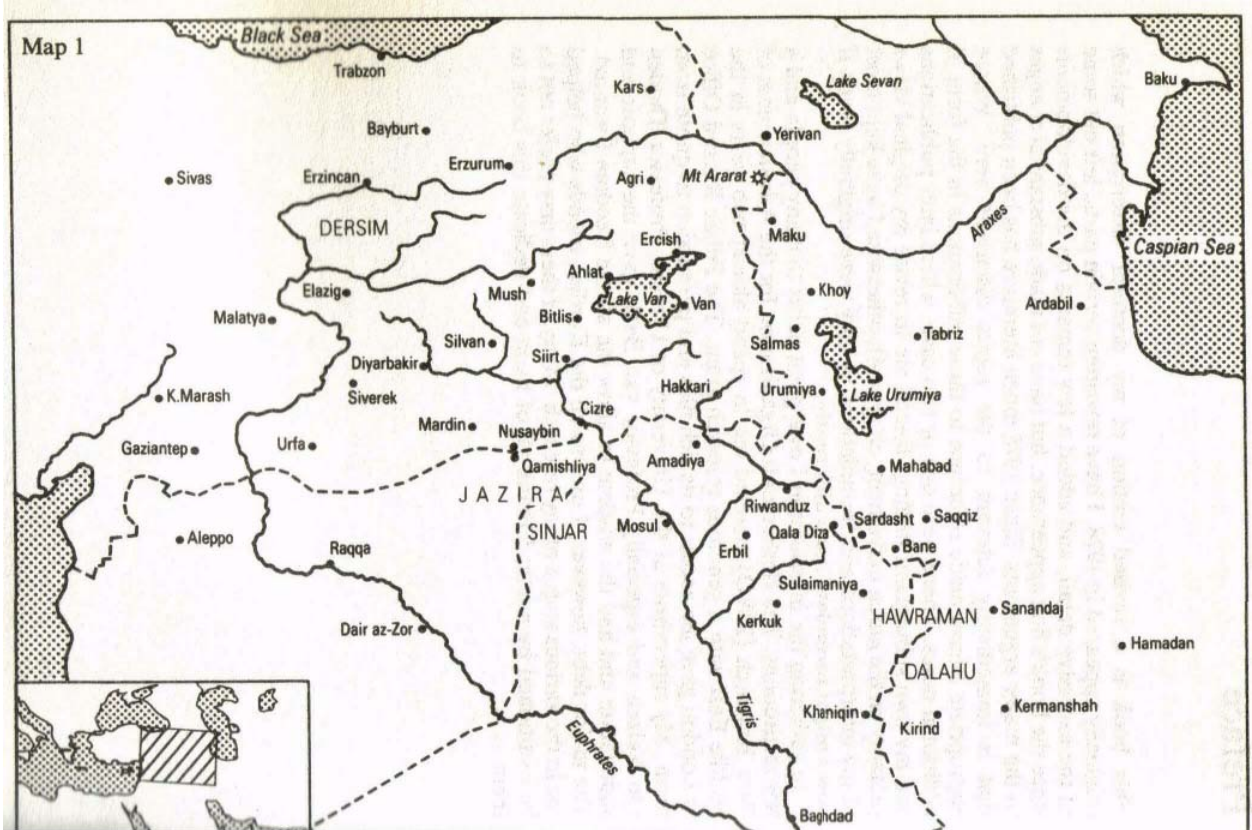 Map 1
Black Sea
Trabzon
Kars
Lake Sevan
Baku
Bayburt
Yerivan
Sivas
Erzincan
Erzurum
Agri
Mt Ararat
DERSIM
Maku
Araxes
Caspian Sea
Ercish
Ahlat
Elazig
Mush
Lake Van
Van
Khoy
Ardabil
Malatya
Bitlis
Silvan
Salmas
Tabriz
Diyarbakir
Siirt
K.Marash
Siverek
Hakkari
Urumiya
Lake Urumiya
Cizre
Mardin
Nusaybin
Gaziantep
Urfa
Qamishliya
Amadiya
Mahabad
JAZIRA
Riwanduz
SINJAR
Mosul
Sardasht
Saqqiz
Aleppo
Erbil
Qala Diza
Bane
Raqqa
Sulaimaniya
Kerkuk
HAWRAMAN
Sanandaj
Dair az-Zor
Hamadan
DALAHU
Tigris
Khaniqin
Kirind
Kermanshah
Euphrates
Baghdad